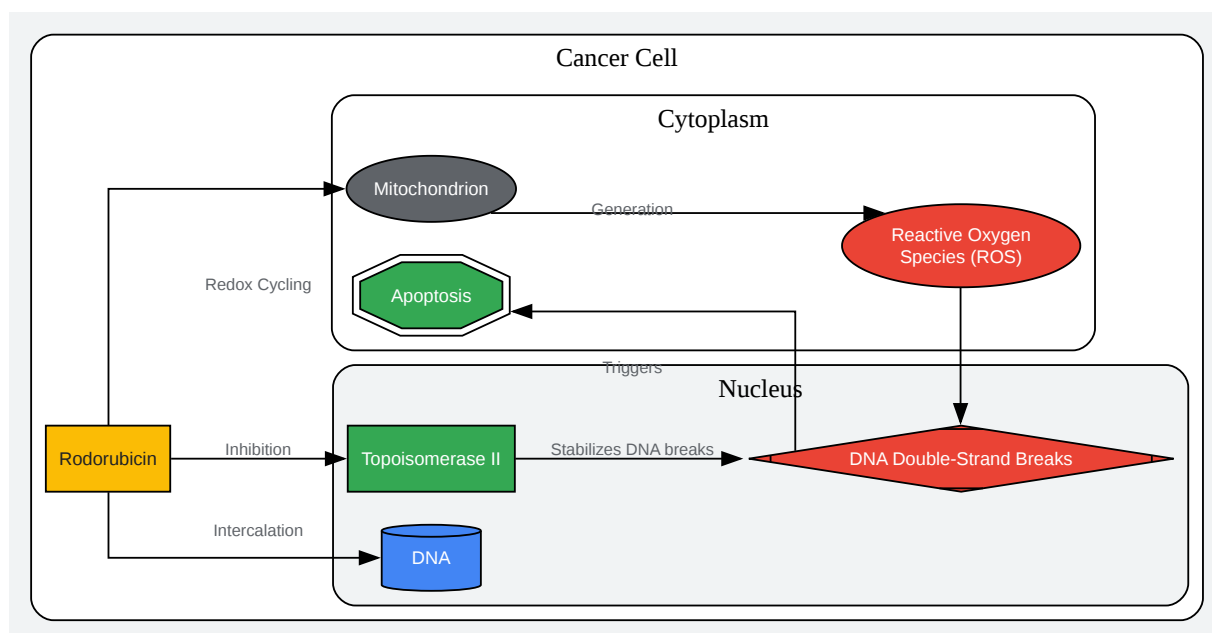 Cancer Cell
Cytoplasm
Mitochondrion
Generation
Reactive Oxygen
Species (ROS)
Redox Cycling
Apoptosis
Triggers
Nucleus
Rodorubicin
Inhibition
Topoisomerase II
Stabilizes DNA breaks
DNA Double-Strand Breaks
Intercalation
DNA